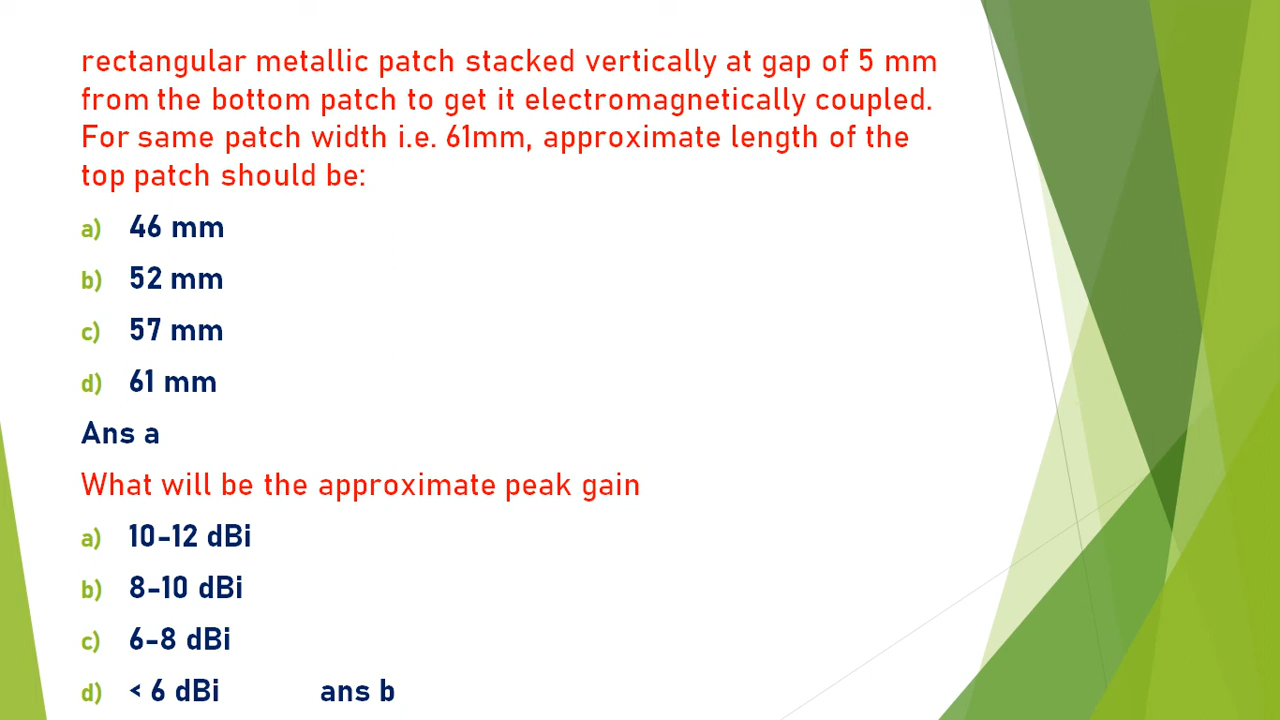 rectangular metallic patch stacked vertically at gap of 5 mm
from the bottom patch to get it electromagnetically coupled.
For same patch width i.e. 61mm, approximate length of the
top patch should be:
a) 46 mm
b) 52 mm
c) 57 mm
d) 61 mm
Ans a
What will be the approximate peak gain
a) 10-12 dBi
b) 8-10 dBi
c) 6-8 dBi
d) < 6 dBi ans b